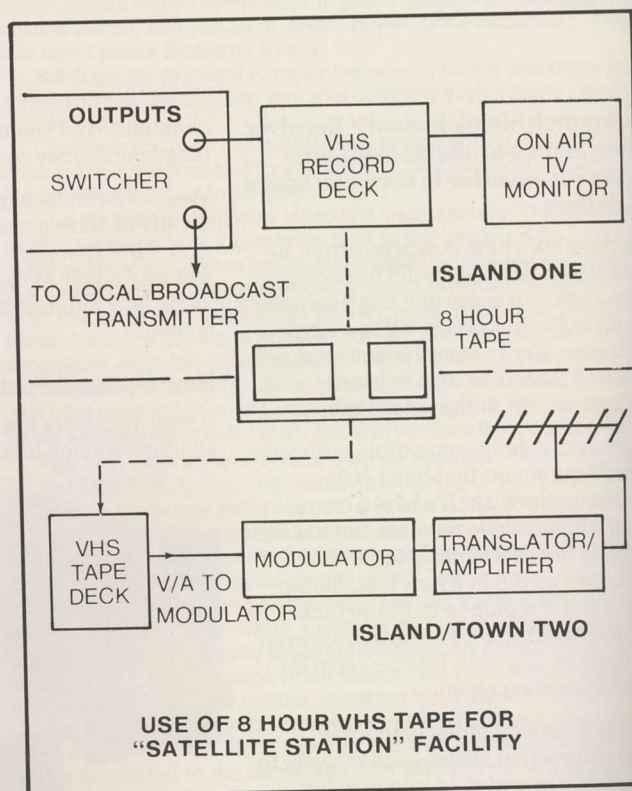 OUTPUTS
SWITCHER
VHS
RECORD
DECK
ON AIR
TV
MONITOR
TO LOCAL BROADCAST
TRANSMITTER
ISLAND ONE
8 HOUR
TAPE
VHS
TAPE
DECK
V/A TO
MODULATOR
MODULATOR
TRANSLATOR/
AMPLIFIER
ISLAND/TOWN TWO
USE OF 8 HOUR VHS TAPE FOR
“SATELLITE STATION” FACILITY